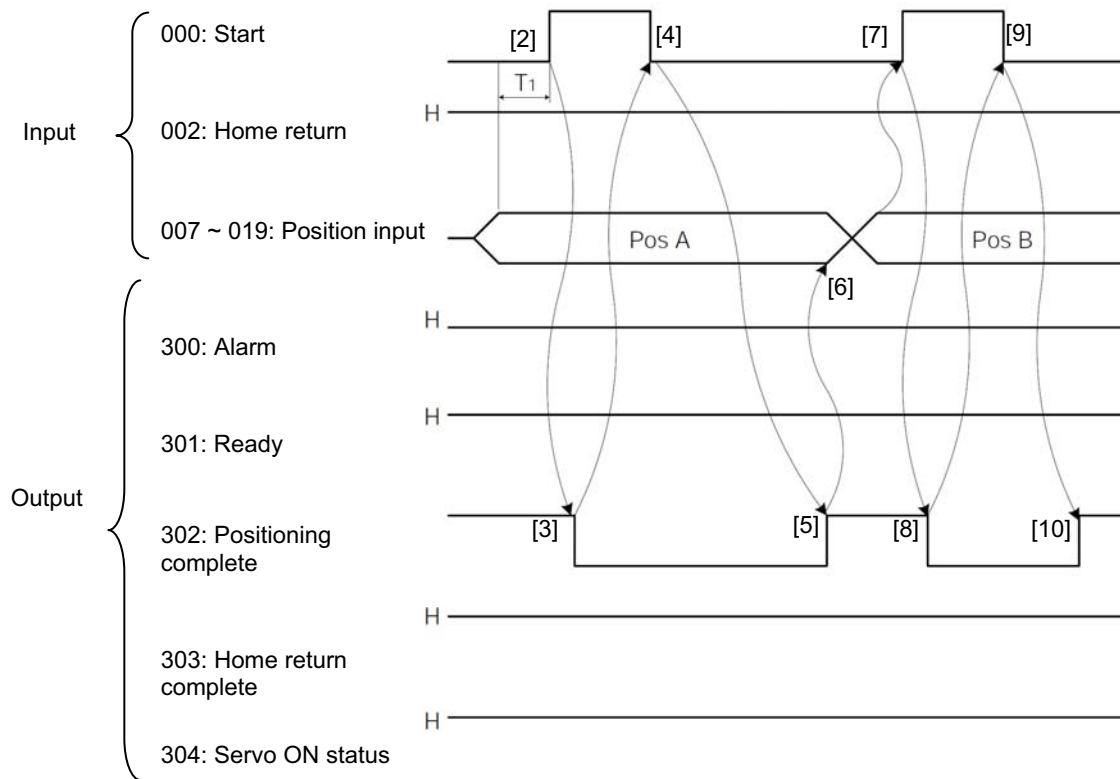 000: Start
[2]
[4]
[7]
[9]
T1
H
Input
002: Home return
007 ~ 019: Position input
Pos A
Pos B
[6]
H
300: Alarm
H
301: Ready
Output
302: Positioning
complete
[3]
[5]
[8]
[10]
H
303: Home return
complete
H
304: Servo ON status